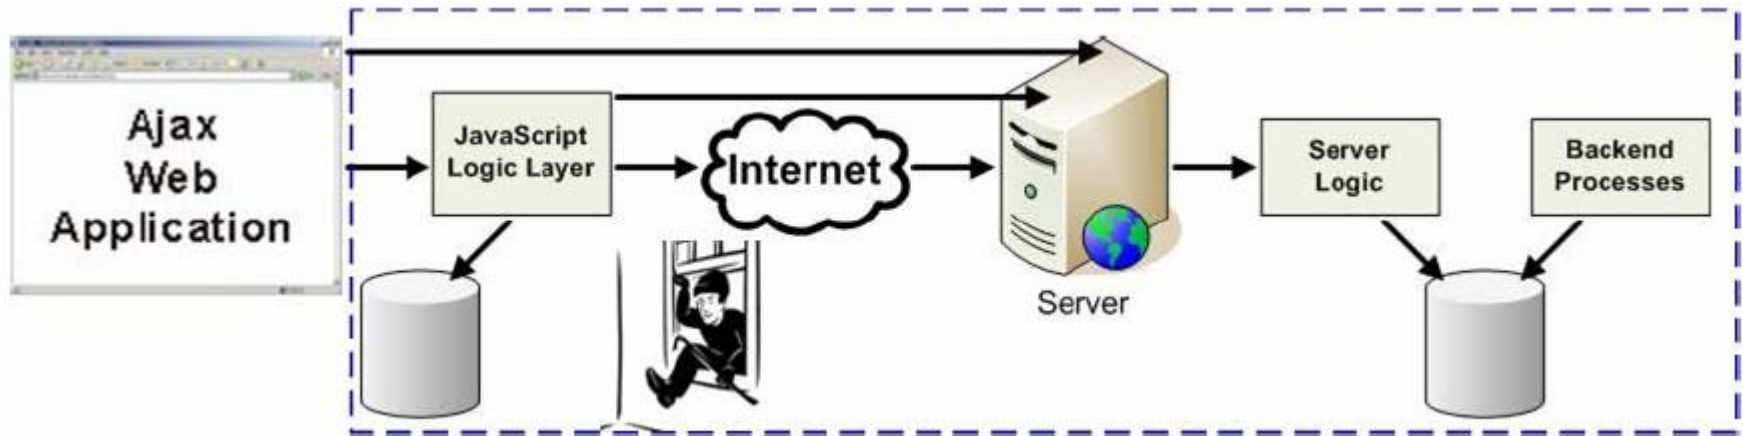 Ajax
Web
Application
JavaScript
Logic Layer
Internet
Server
Server
Logic
Backend
Processes